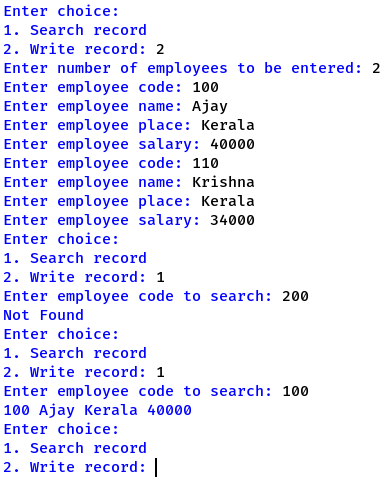 Enter choice:
1. Search record
2. Write record: 2
Enter number of employees to be entered: 2
Enter employee code: 100
Enter employee name: Ajay
Enter employee place: Kerala
Enter employee salary: 40000
Enter employee code: 110
Enter employee name: Krishna
Enter employee place: Kerala
Enter employee salary: 34000
Enter choice:
1. Search record
2. Write record: 1
Enter employee code to search: 200
Not Found
Enter choice:
1. Search record
2. Write record: 1
Enter employee code to search: 100
100 Ajay Kerala 40000
Enter choice:
1. Search record
2. Write record: